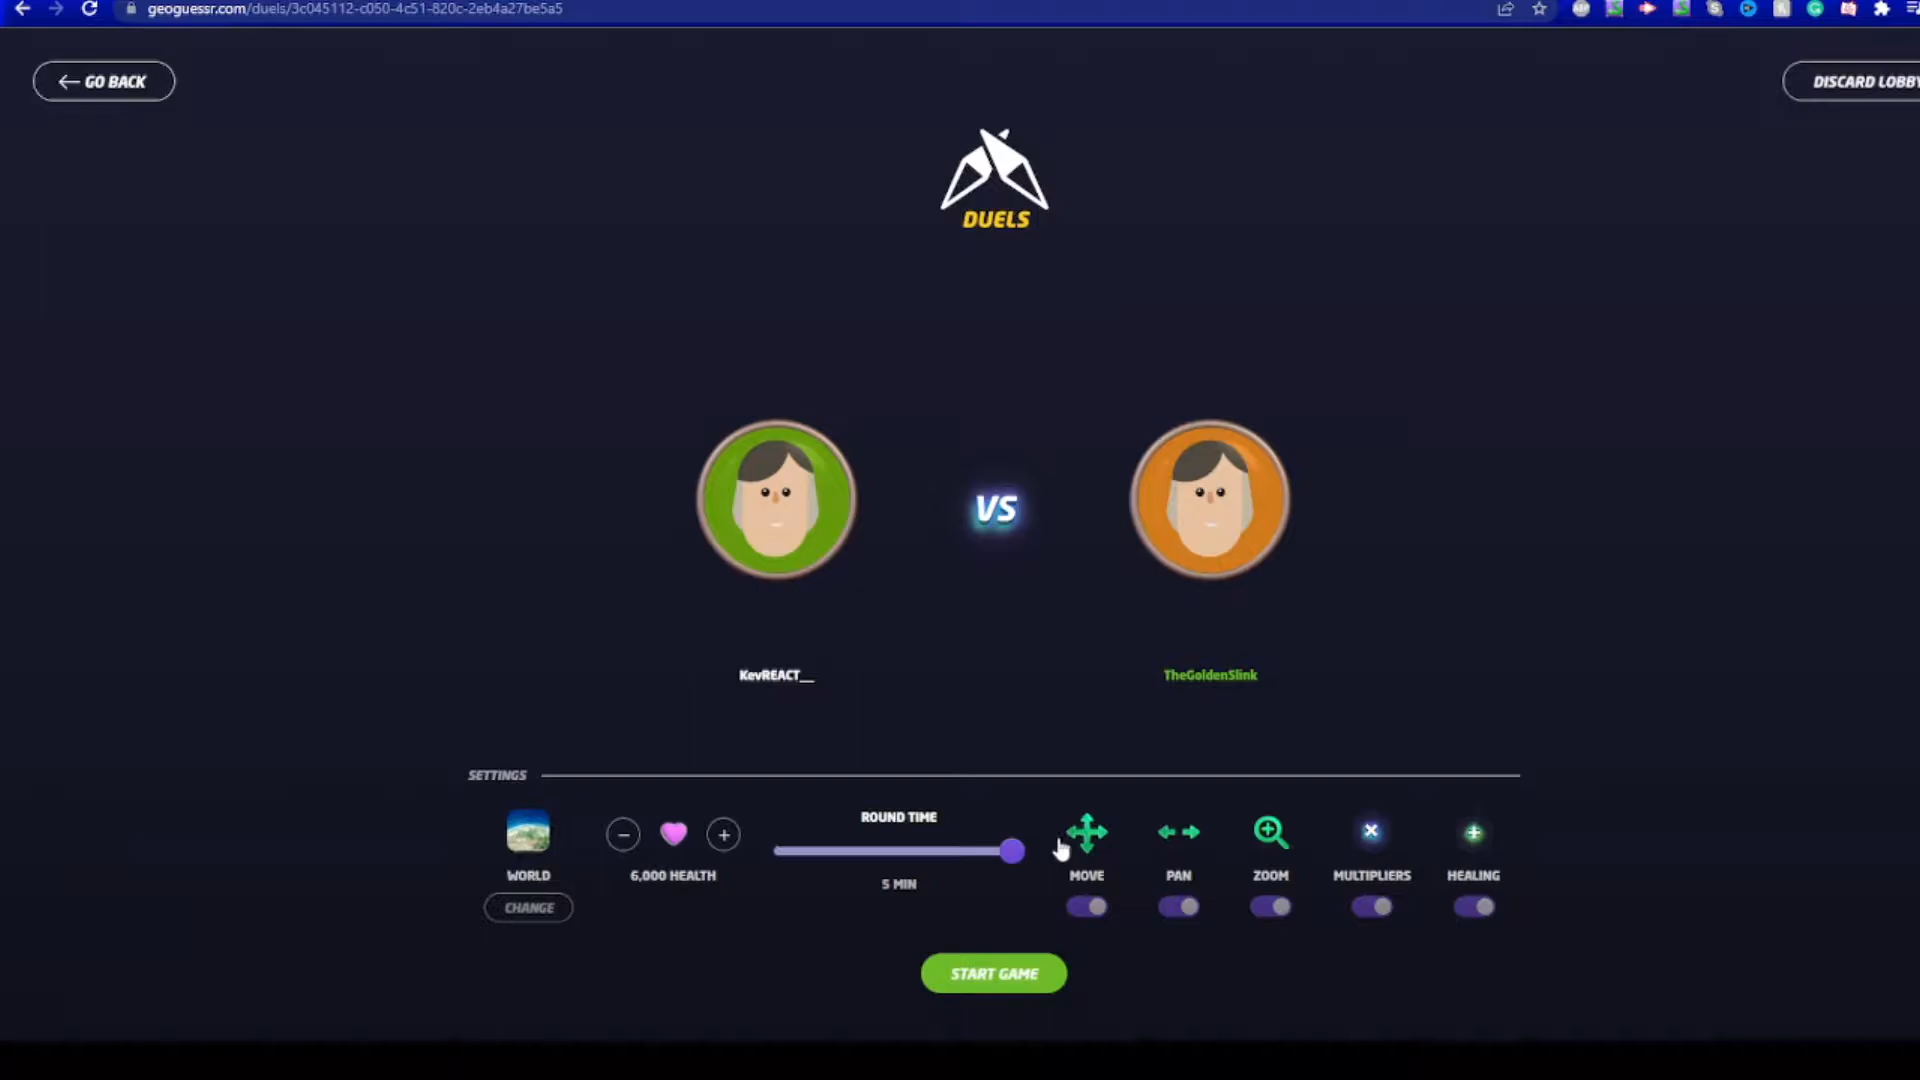 geoguessr.com/duels/3c045112-c050-4c51-820c-2eb4a27be5a5
GO BACK
DISCARD LOBBY
DUELS
VS
KevREACT__
TheGoldenSlink
SETTINGS
WORLD
CHANGE
6,000 HEALTH
ROUND TIME
5 MIN
MOVE
PAN
ZOOM
MULTIPLIERS
HEALING
START GAME